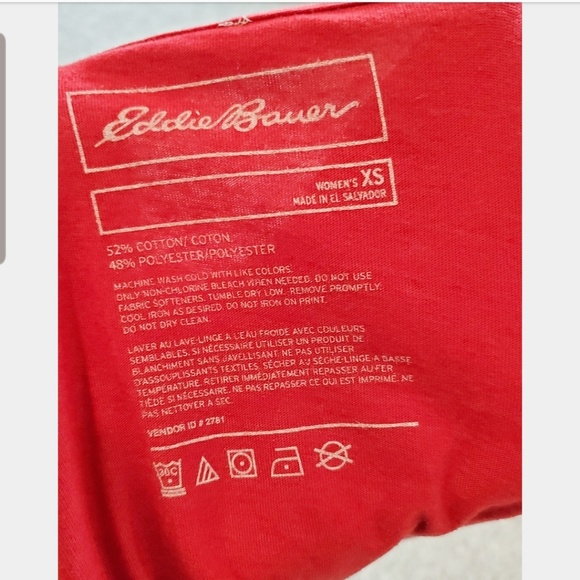 Eddie Bauer
WOMEN'S XS
MADE IN EL SALVADOR
52% COTTON/ COTON,
48% POLYESTER/POLYESTER
MACHINE WASH COLD WITH LIKE COLORS.
ONLY NON-CHLORINE BLEACH WHEN NEEDED. DO NOT USE
FABRIC SOFTENERS. TUMBLE DRY LOW. REMOVE PROMPTLY.
COOL IRON AS DESIRED. DO NOT IRON ON PRINT.
DO NOT DRY CLEAN.
LAVER AU LAVE-LINGE A L'EAU FROIDE AVEC COULEURS
SEMBLABLES. SI NÉCESSAIRE UTILISER UN PRODUIT DE
BLANCHIMENT SANS JAVELLISANT. NE PAS UTILISER
D'ASSOUPLISSANTS TEXTILES. SÉCHER AU SÈCHE-LINGE À BASSE
TEMPÉRATURE. RETIRER IMMÉDIATEMENT REPASSER AU FER
TIÈDE SI NÉCESSAIRE. NE PAS REPASSER CE QUI EST IMPRIMÉ. NE
PAS NETTOYER A SEC.
VENDOR ID # 2781
30C